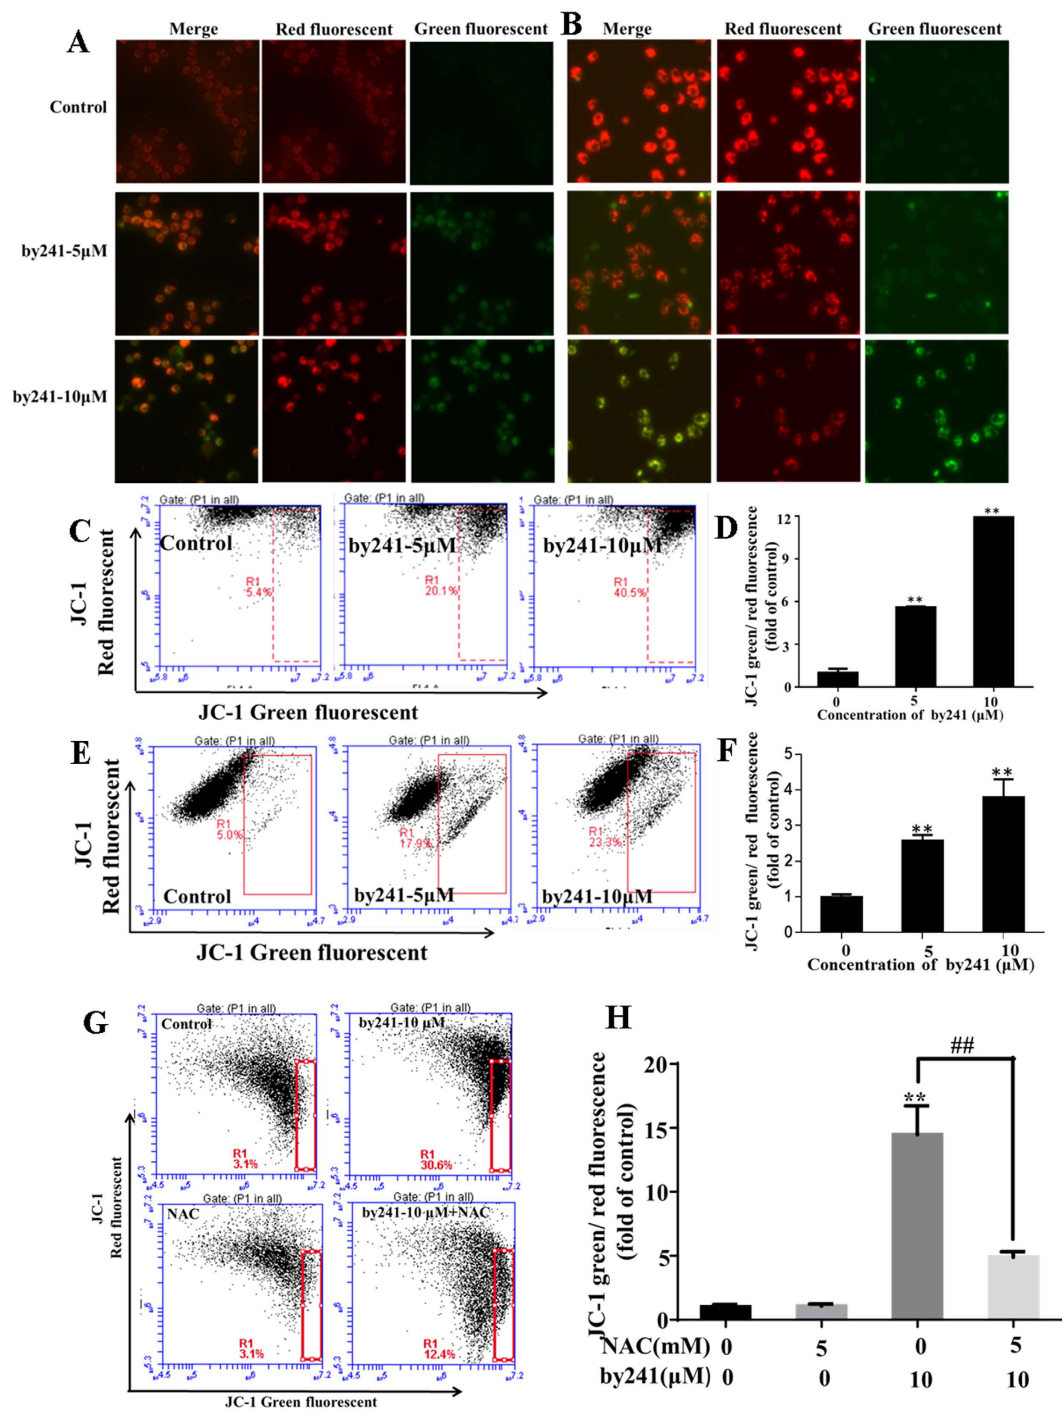 A
Merge Red fluorescent Green fluorescent
B
Merge Red fluorescent Green fluorescent
Control
by241-5μM
by241-10μM
C
JC-1
Red fluorescent
Gate: (P1 in all)
Control
R1
5.4%
Gate: (P1 in all)
by241-5μM
R1
20.1%
Gate: (P1 in all)
by241-10μM
R1
40.5%
5.8 7.2
JC-1 Green fluorescent
D
JC-1 green/ red fluorescence
(fold of control)
12
9
6
3
0
**
**
0 5 10
Concentration of by241 (μM)
E
JC-1
Red fluorescent
Gate: (P1 in all)
R1
5.0%
Control
Gate: (P1 in all)
R1
17.9%
by241-5μM
Gate: (P1 in all)
R1
23.3%
by241-10μM
2.9 4.7
JC-1 Green fluorescent
F
JC-1 green/ red fluorescence
(fold of control)
5
4
3
2
1
0
**
**
0 5 10
Concentration of by241 (μM)
G
JC-1
Red fluorescent
Gate: (P1 in all)
Control
R1
3.1%
Gate: (P1 in all)
by241-10 μM
R1
30.6%
Gate: (P1 in all)
NAC
R1
3.1%
Gate: (P1 in all)
by241-10 μM+NAC
R1
12.4%
JC-1 Green fluorescent
H
JC-1 green/ red fluorescence
(fold of control)
20
15
10
5
0
**
##
NAC(mM) 0 5 0 5
by241(μM) 0 0 10 10